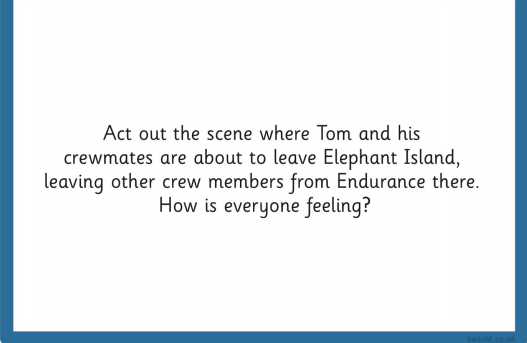 Act out the scene where Tom and his
crewmates are about to leave Elephant Island,
leaving other crew members from Endurance there.
How is everyone feeling?
twinkl.co.uk